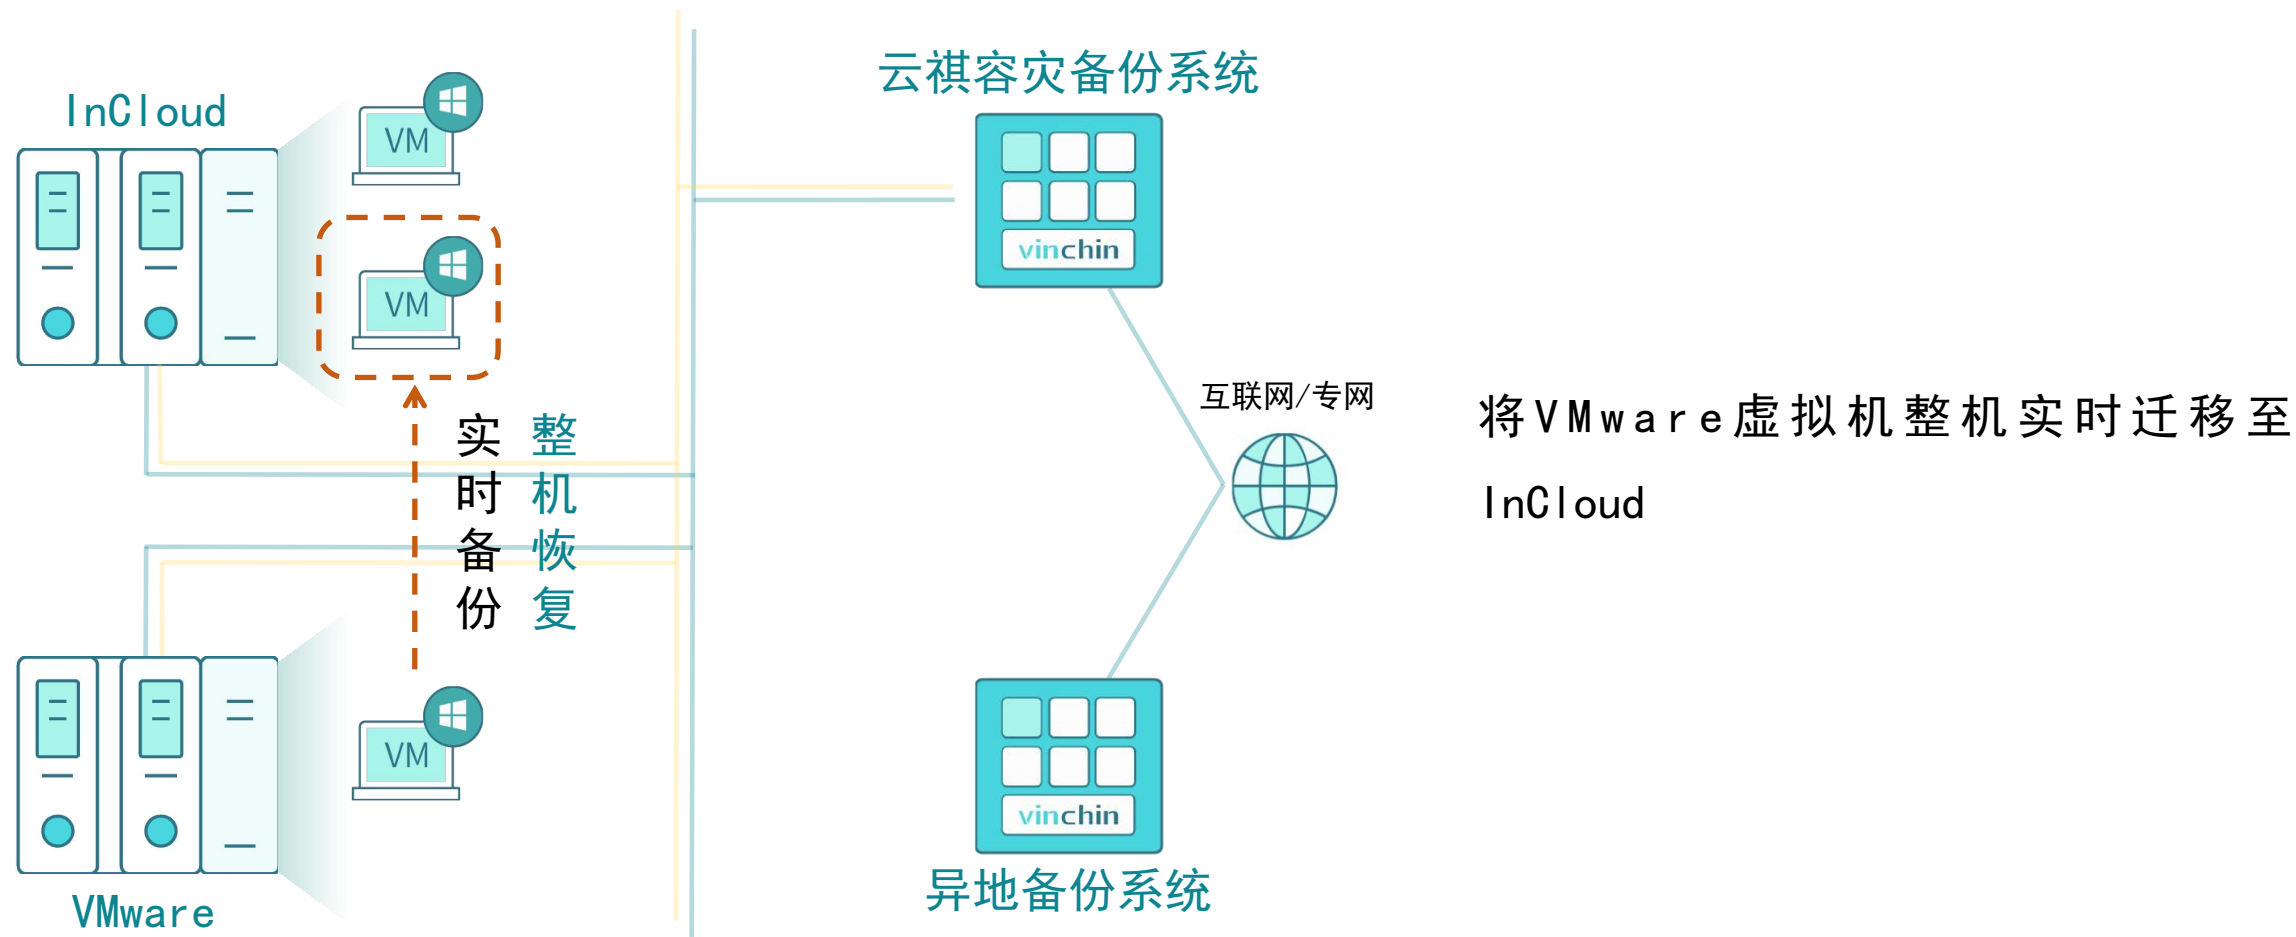 云祺容灾备份系统
InCloud
VM
vinchin
VM
互联网/专网
将VMware虚拟机整机实时迁移至
InCloud
实时备份
整机恢复
VM
vinchin
异地备份系统
VMware